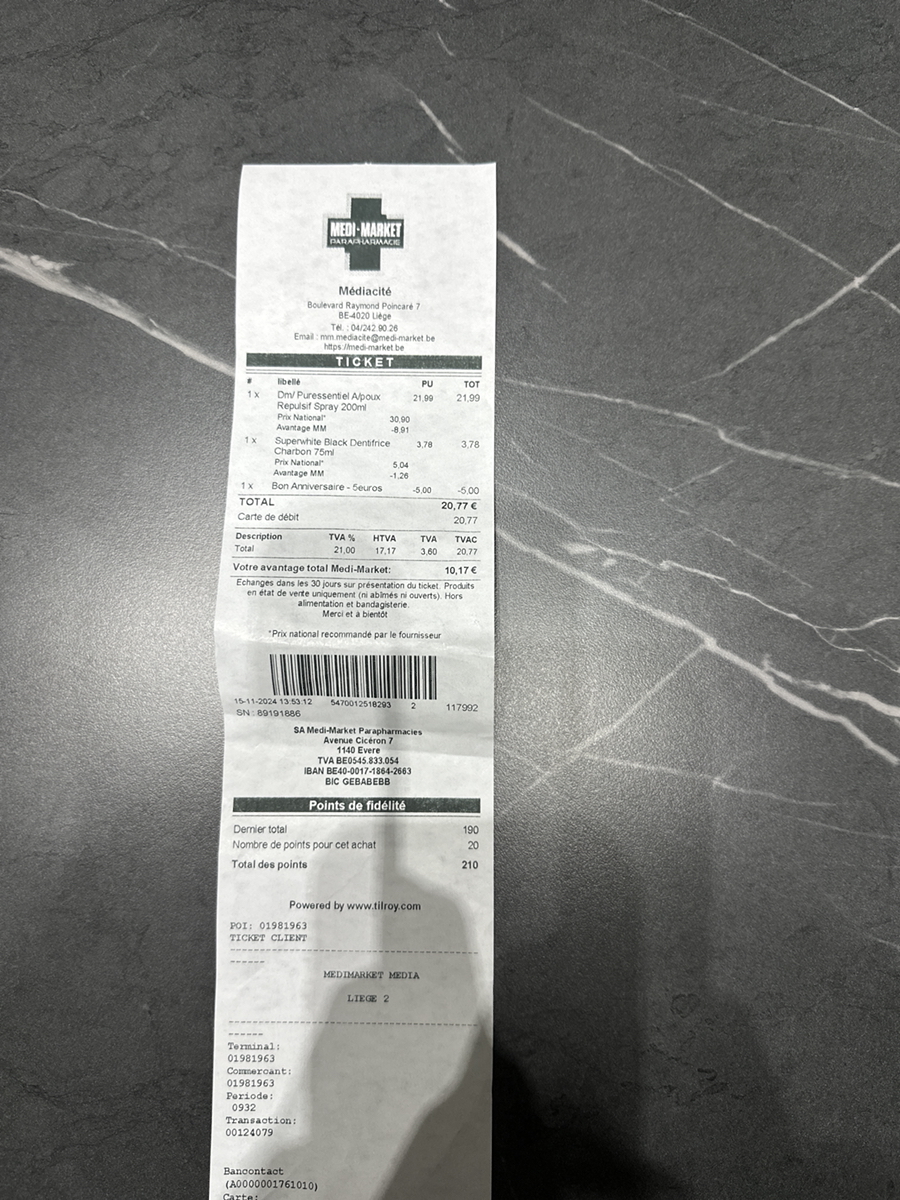 MEDI-MARKET
PARAPHARMACIE
Médiacité
Boulevard Raymond Poincaré 7
BE-4020 Liège
Tél. : 04/242.90.26
Email : mm.mediacite@medi-market.be
https://medi-market.be
TICKET
# libellé PU TOT
1 x Dm/ Puressentiel A/poux 21,99 21,99
Repulsif Spray 200ml
Prix National* 30,90
Avantage MM -8,91
1 x Superwhite Black Dentifrice 3,78 3,78
Charbon 75ml
Prix National* 5,04
Avantage MM -1,26
1 x Bon Anniversaire - 5euros -5,00 -5,00
TOTAL 20,77 €
Carte de débit 20,77
Description TVA % HTVA TVA TVAC
Total 21,00 17,17 3,60 20,77
Votre avantage total Medi-Market: 10,17 €
Echanges dans les 30 jours sur présentation du ticket. Produits
en état de vente uniquement (ni abîmés ni ouverts). Hors
alimentation et bandagisterie.
Merci et à bientôt
*Prix national recommandé par le fournisseur
15-11-2024 13:53:12 5470012518293 2 117992
SN : 89191886
SA Medi-Market Parapharmacies
Avenue Cicéron 7
1140 Evere
TVA BE0545.833.054
IBAN BE40-0017-1864-2663
BIC GEBABEBB
Points de fidélité
Dernier total 190
Nombre de points pour cet achat 20
Total des points 210
Powered by www.tilroy.com
POI: 01981963
TICKET CLIENT
MEDIMARKET MEDIA
LIEGE 2
Terminal:
01981963
Commercant:
01981963
Periode:
0932
Transaction:
00124079
Bancontact
(A0000001761010)
Carte: